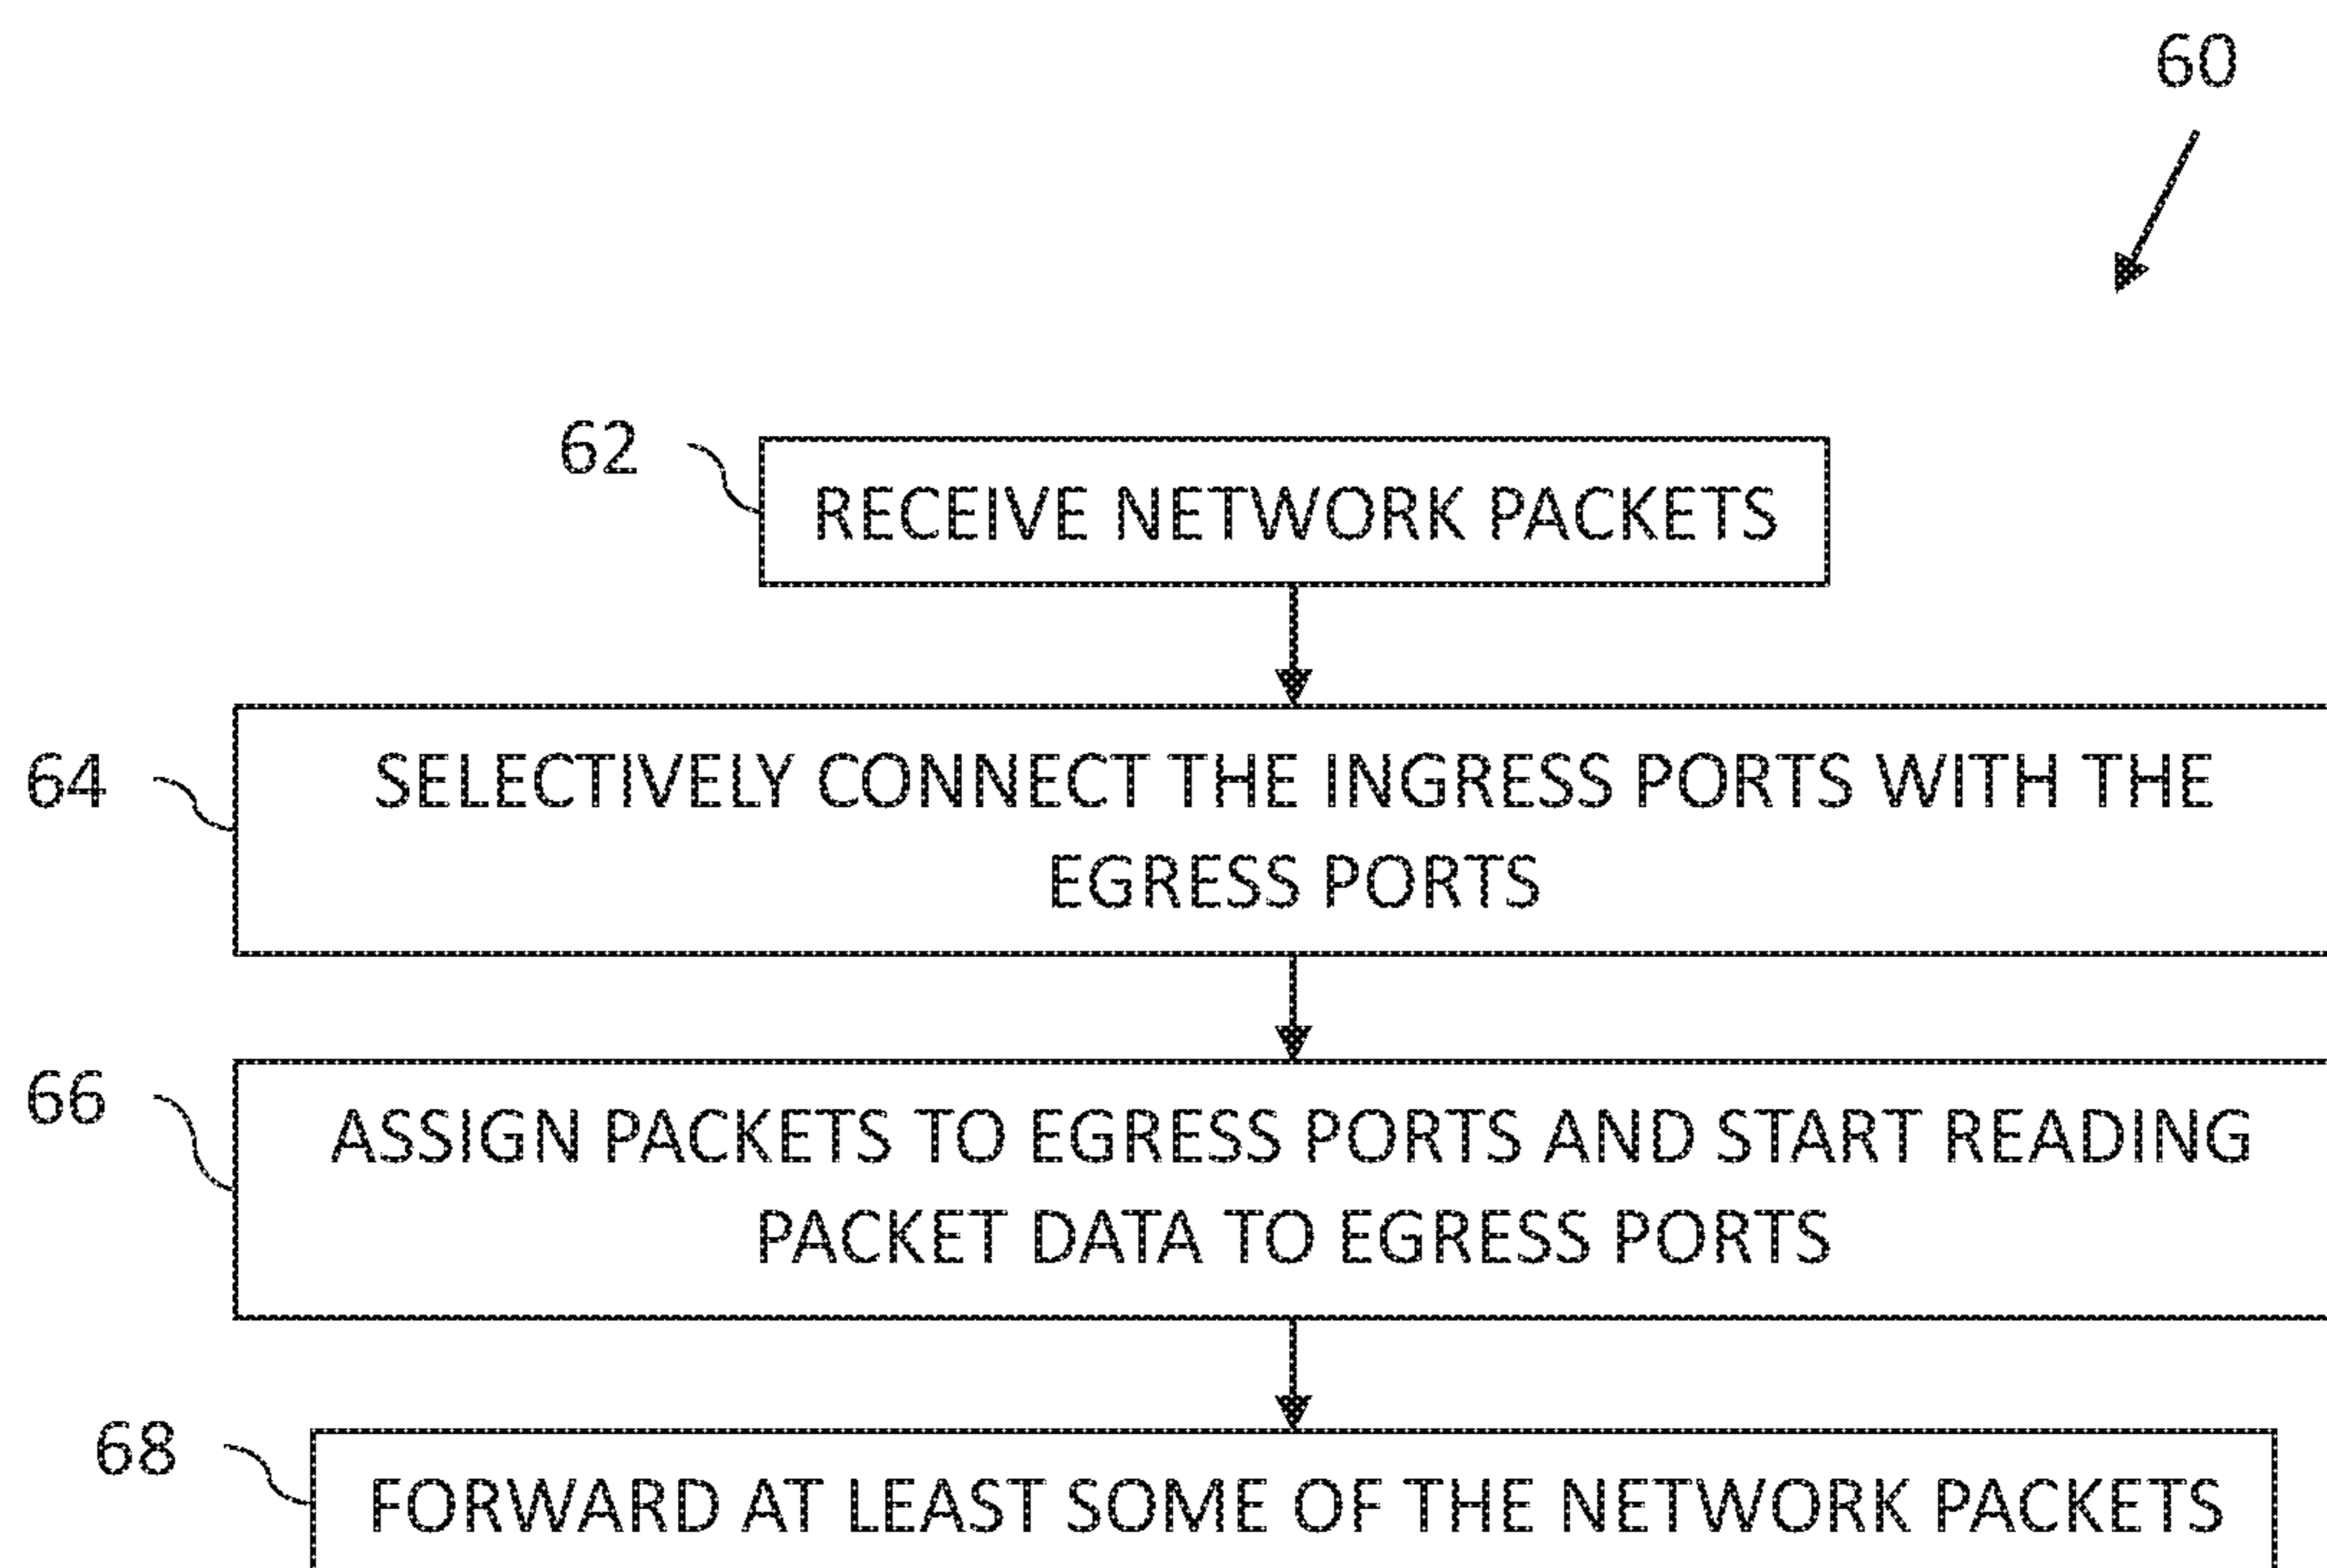 60
62
RECEIVE NETWORK PACKETS
64
SELECTIVELY CONNECT THE INGRESS PORTS WITH THE
EGRESS PORTS
66
ASSIGN PACKETS TO EGRESS PORTS AND START READING
PACKET DATA TO EGRESS PORTS
68
FORWARD AT LEAST SOME OF THE NETWORK PACKETS